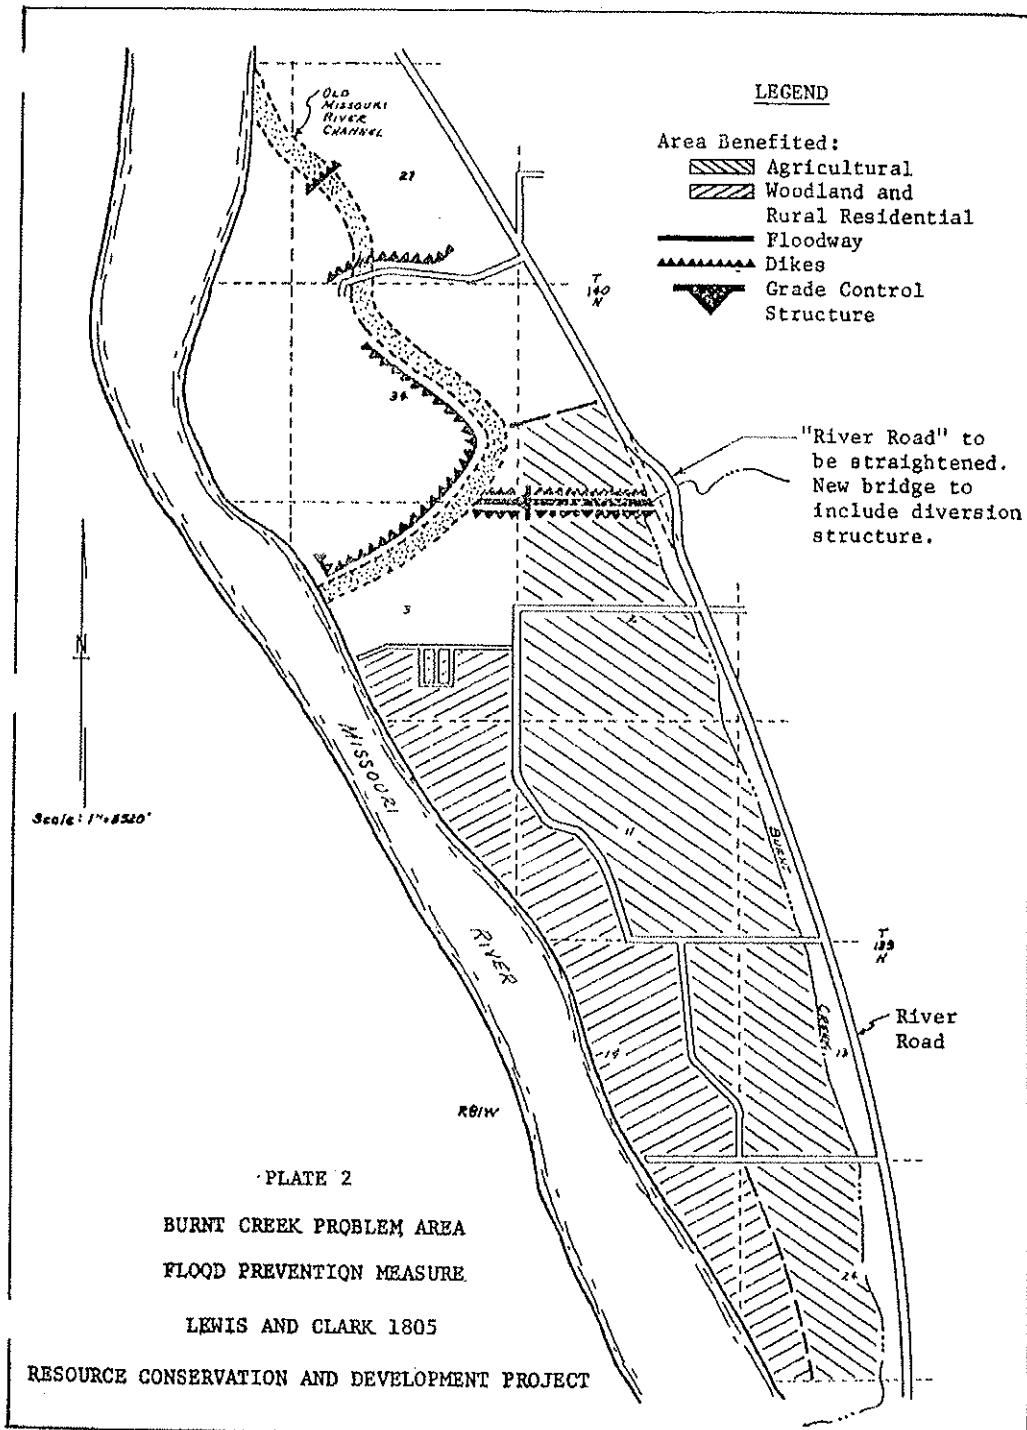 LEGEND
Area Benefited:
Agricultural
Woodland and
Rural Residential
Floodway
Dikes
Grade Control
Structure
OLD
MISSOURI
RIVER
CHANNEL
27
T
140
N
34
"River Road" to
be straightened.
New bridge to
include diversion
structure.
3
2
N
MISSOURI
RIVER
11
BURNT
CREEK
T
139
N
River
Road
14
13
R81W
24
PLATE 2
BURNT CREEK PROBLEM AREA
FLOOD PREVENTION MEASURE
LEWIS AND CLARK 1805
RESOURCE CONSERVATION AND DEVELOPMENT PROJECT